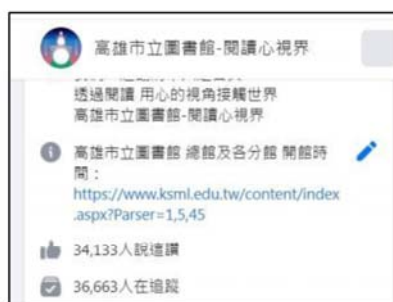 高雄市立圖書館-閱讀心視界
透過閱讀 用心的視角接觸世界
高雄市立圖書館-閱讀心視界
高雄市立圖書館 總館及各分館 開館時
間：
https://www.ksml.edu.tw/content/index
.aspx?Parser=1,5,45
34,133人說這讚
36,663人在追蹤